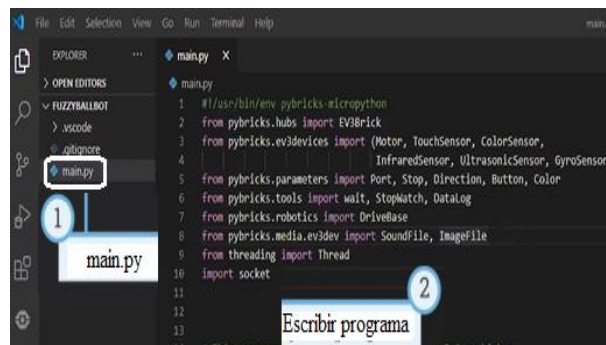 File Edit Selection View Go Run Terminal Help
main.
EXPLORER ...
main.py X
> OPEN EDITORS
main.py
FUZZYBALLBOT
> .vscode
.gitignore
main.py
1 #!/usr/bin/env pybricks-micropython
2 from pybricks.hubs import EV3Brick
3 from pybricks.ev3devices import (Motor, TouchSensor, ColorSensor,
4 InfraredSensor, UltrasonicSensor, GyroSensor
5 from pybricks.parameters import Port, Stop, Direction, Button, Color
6 from pybricks.tools import wait, StopWatch, DataLog
7 from pybricks.robotics import DriveBase
8 from pybricks.media.ev3dev import SoundFile, ImageFile
9 from threading import Thread
10 import socket
11
12
13
1
main.py
2
Escribir programa